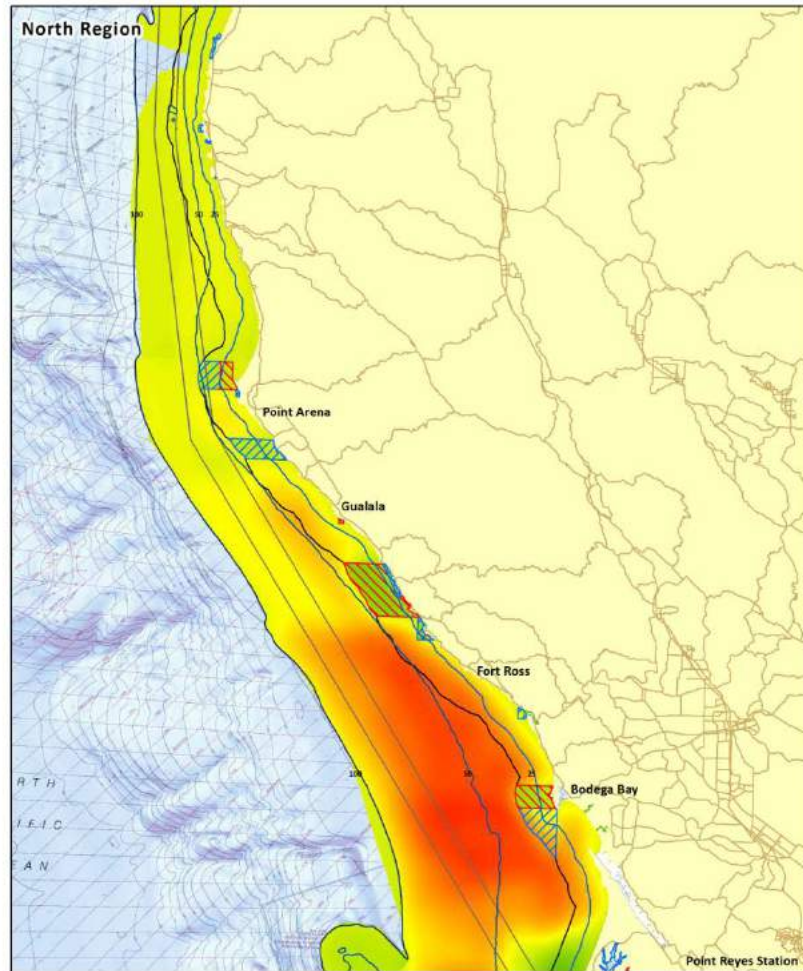 North Region
100
50
25
Point Arena
Gualala
Fort Ross
100
50
25
Bodega Bay
Point Reyes Station